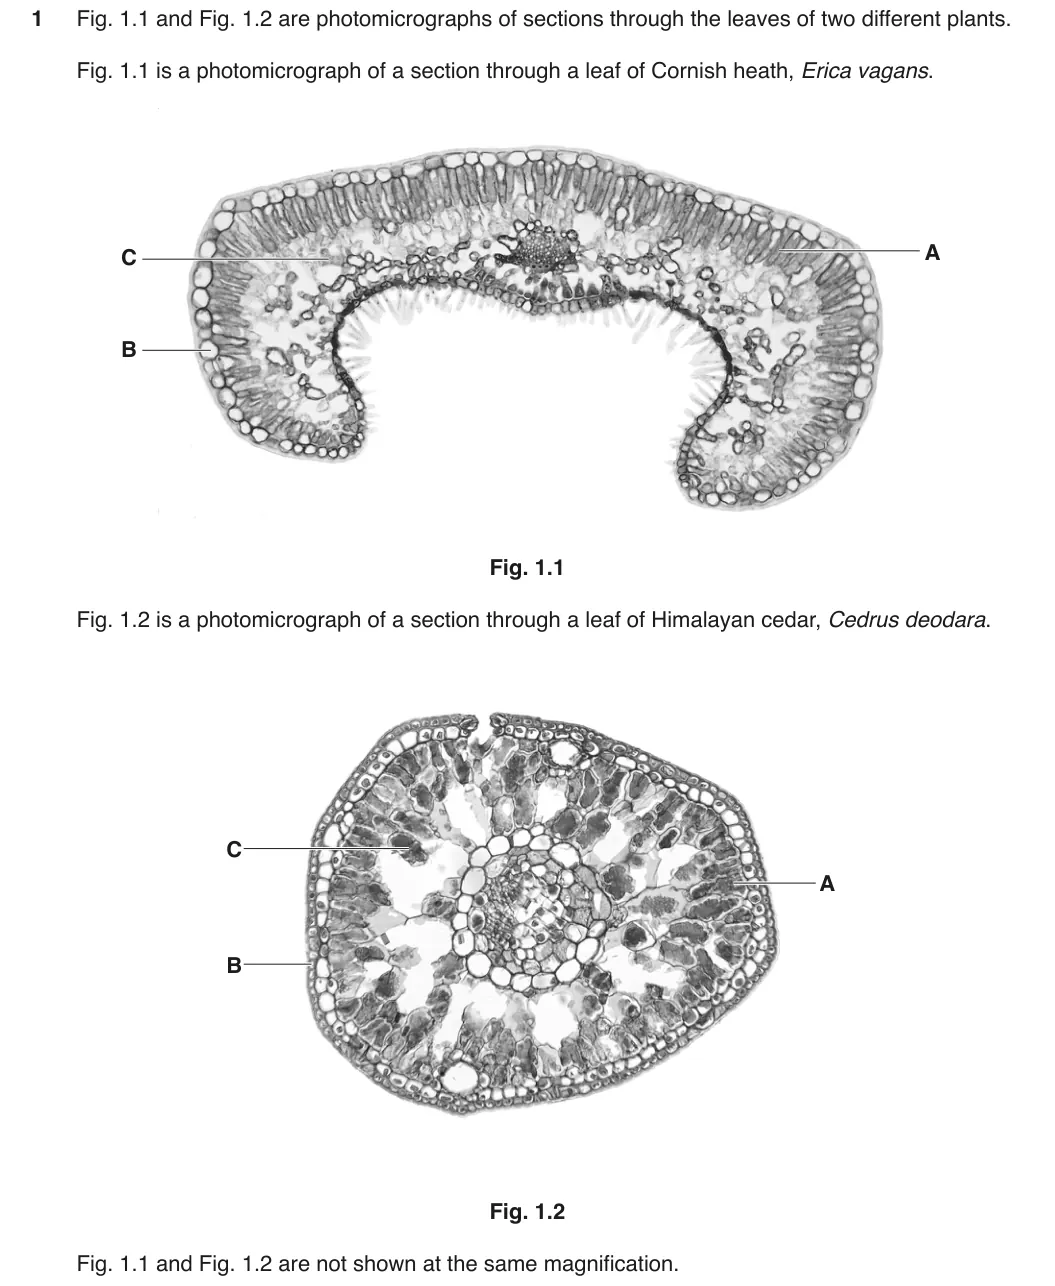 1 Fig. 1.1 and Fig. 1.2 are photomicrographs of sections through the leaves of two different plants.
Fig. 1.1 is a photomicrograph of a section through a leaf of Cornish heath, Erica vagans.
C
A
B
Fig. 1.1
Fig. 1.2 is a photomicrograph of a section through a leaf of Himalayan cedar, Cedrus deodara.
C
A
B
Fig. 1.2
Fig. 1.1 and Fig. 1.2 are not shown at the same magnification.